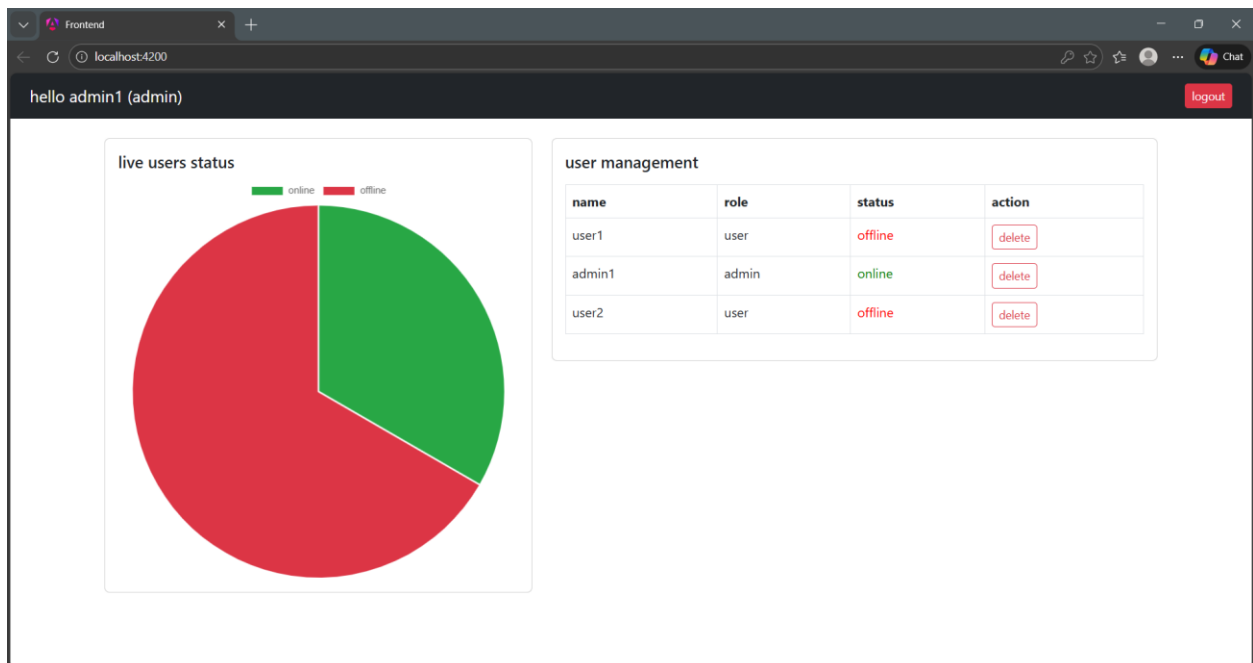 Frontend
localhost:4200
Chat
hello admin1 (admin)
logout
live users status
online offline
user management
name role status action
user1 user offline delete
admin1 admin online delete
user2 user offline delete